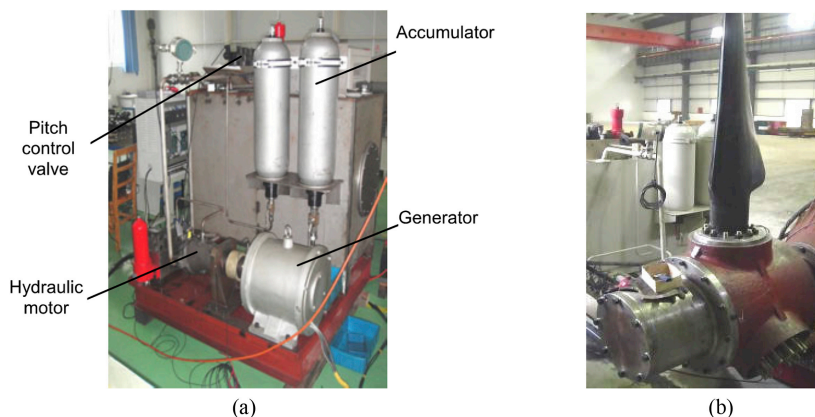 Accumulator
Pitch
control
valve
Generator
Hydraulic
motor
(a)
(b)